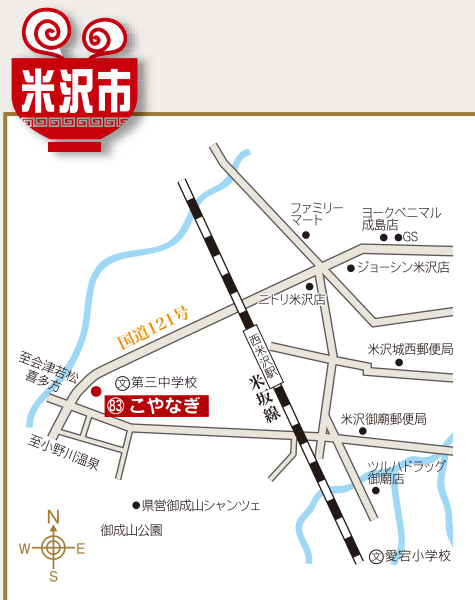 米沢市
ファミリー
マート
ヨークベニマル
成島店
GS
ジョーシン米沢店
ニトリ米沢店
国道121号
西米沢駅
米沢城西郵便局
米坂線
至会津若松
喜多方
文第三中学校
83 こやなぎ
米沢御廟郵便局
至小野川温泉
ツルハドラッグ
御廟店
県営御成山シャンツェ
御成山公園
N
W
E
S
文愛宕小学校